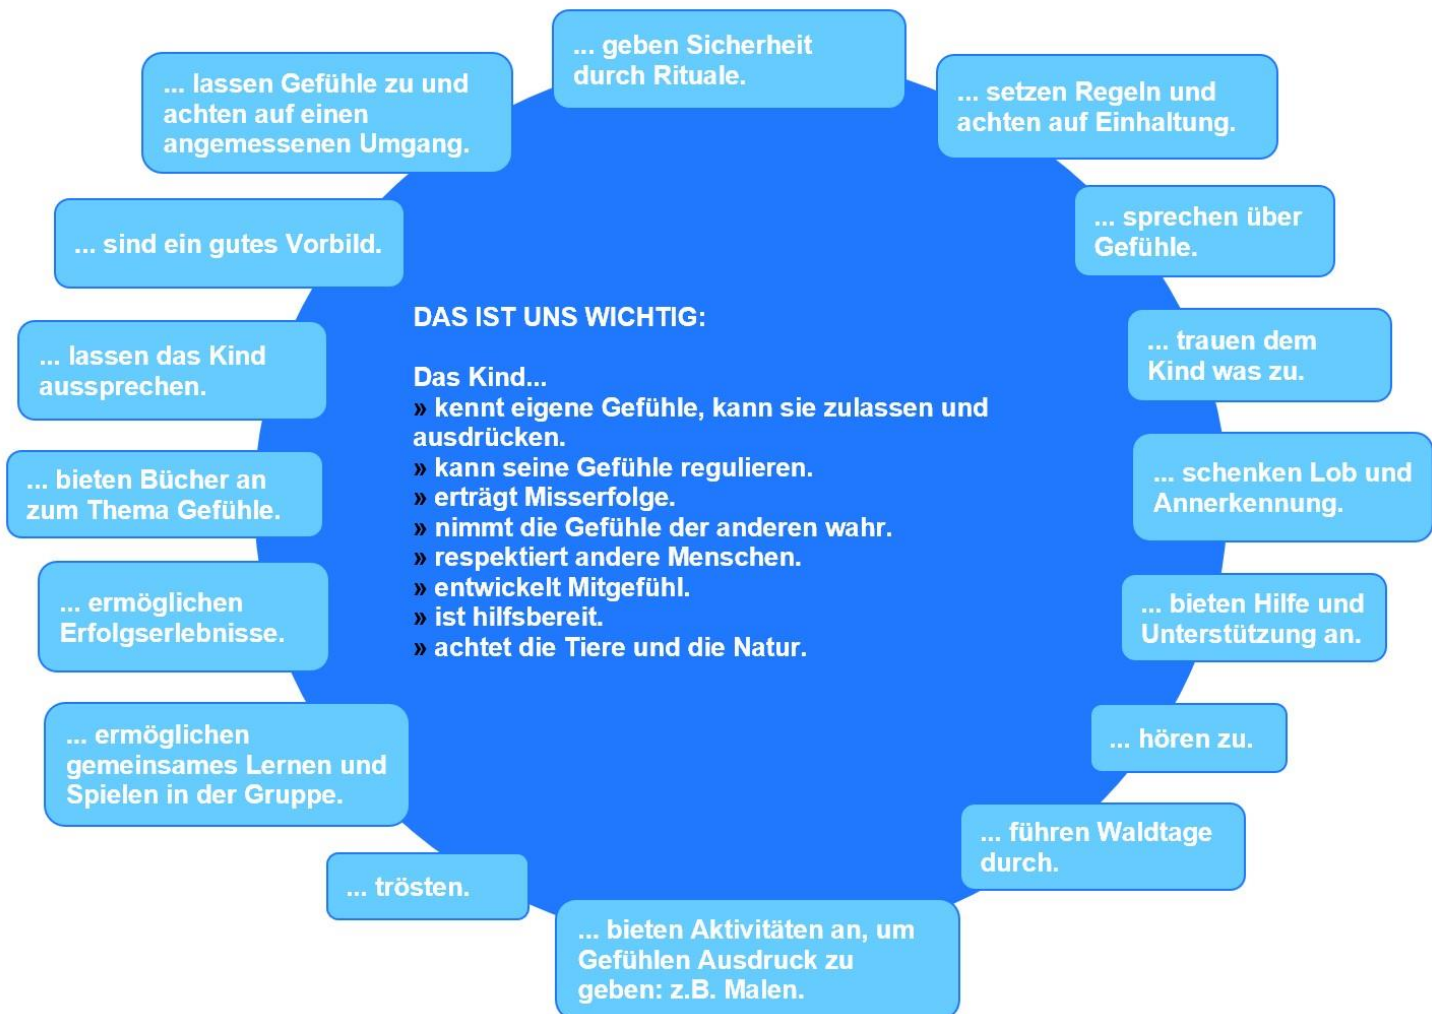 ... geben Sicherheit
durch Rituale.
... setzen Regeln und
achten auf Einhaltung.
... sprechen über
Gefühle.
... trauen dem
Kind was zu.
... schenken Lob und
Annerkennung.
... bieten Hilfe und
Unterstützung an.
... hören zu.
... führen Waldtage
durch.
... bieten Aktivitäten an, um
Gefühlen Ausdruck zu
geben: z.B. Malen.
... trösten.
... ermöglichen
gemeinsames Lernen und
Spielen in der Gruppe.
... ermöglichen
Erfolgserlebnisse.
... bieten Bücher an
zum Thema Gefühle.
... lassen das Kind
aussprechen.
... sind ein gutes Vorbild.
... lassen Gefühle zu und
achten auf einen
angemessenen Umgang.
DAS IST UNS WICHTIG:
Das Kind...
» kennt eigene Gefühle, kann sie zulassen und
ausdrücken.
» kann seine Gefühle regulieren.
» erträgt Misserfolge.
» nimmt die Gefühle der anderen wahr.
» respektiert andere Menschen.
» entwickelt Mitgefühl.
» ist hilfsbereit.
» achtet die Tiere und die Natur.